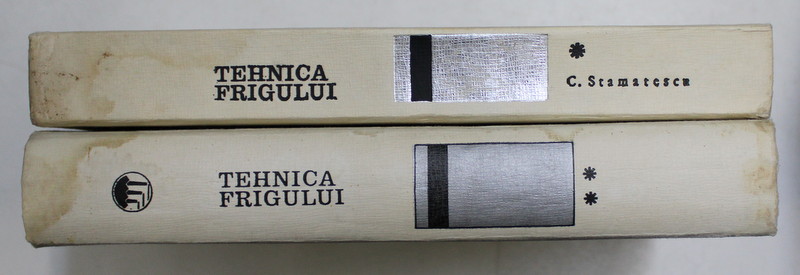 TEHNICA
FRIGULUI
*
C. Stamatescu
TEHNICA
FRIGULUI
*
*